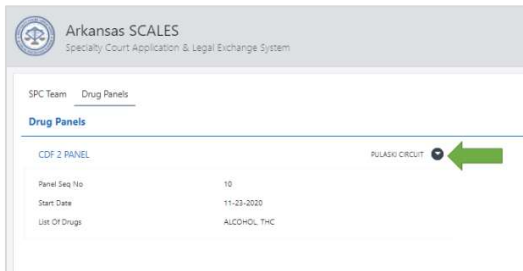 Arkansas SCALES
Specialty Court Application & Legal Exchange System
SPC Team Drug Panels
Drug Panels
CDF 2 PANEL PULASKI CIRCUIT
Panel Seq No 10
Start Date 11-23-2020
List Of Drugs ALCOHOL, THC